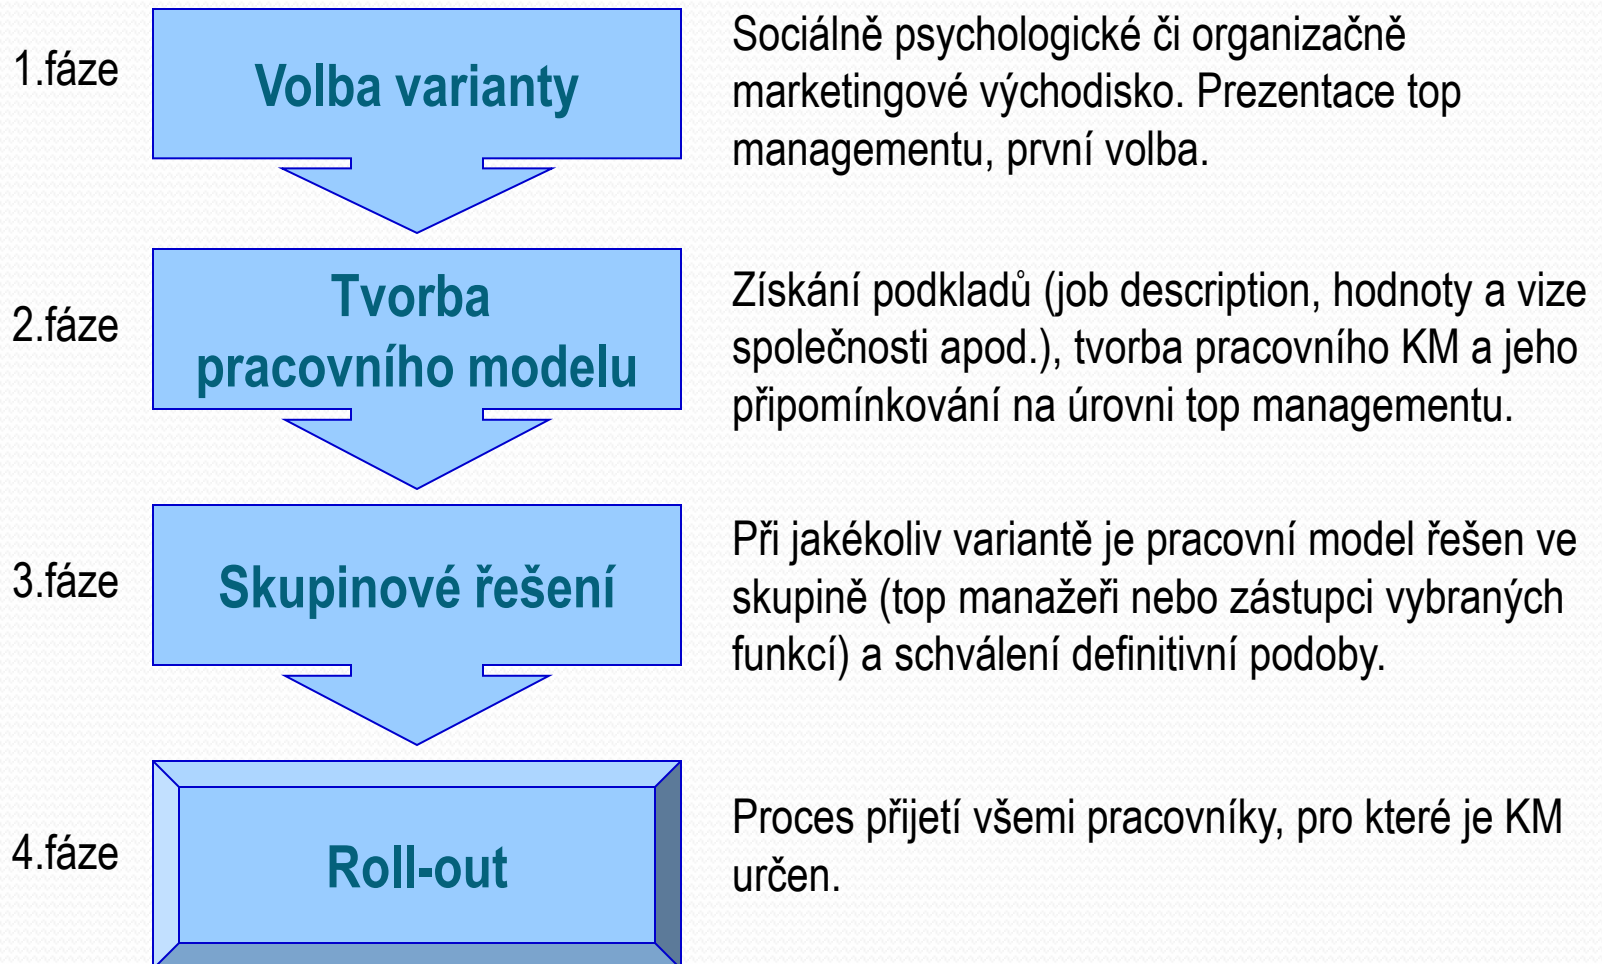 1.fáze
Volba varianty
Sociálně psychologické či organizačně
marketingové východisko. Prezentace top
managementu, první volba.
2.fáze
Tvorba
pracovního modelu
Získání podkladů (job description, hodnoty a vize
společnosti apod.), tvorba pracovního KM a jeho
připomínkování na úrovni top managementu.
3.fáze
Skupinové řešení
Při jakékoliv variantě je pracovní model řešen ve
skupině (top manažeři nebo zástupci vybraných
funkcí) a schválení definitivní podoby.
4.fáze
Roll-out
Proces přijetí všemi pracovníky, pro které je KM
určen.